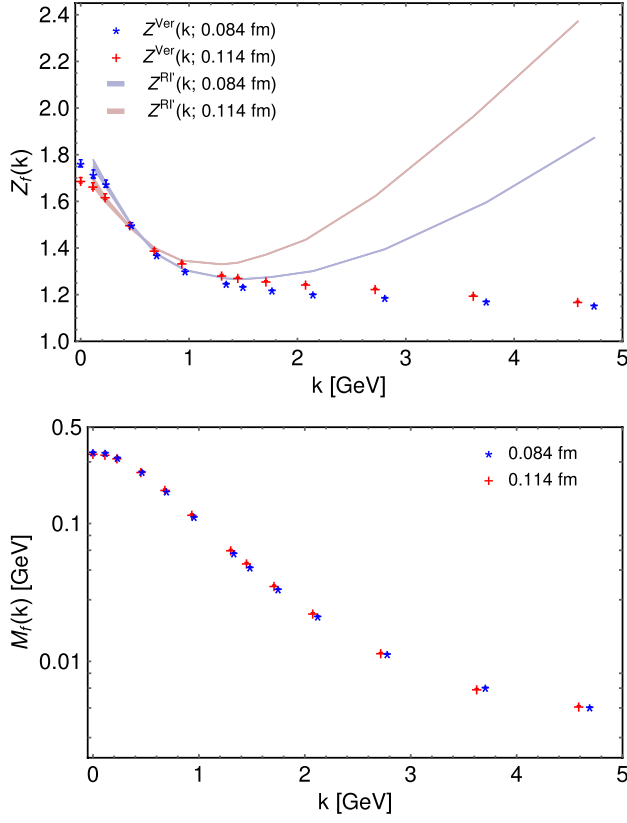 2.4
2.2
2.0
1.8
1.6
1.4
1.2
1.0
Z_f(k)
Z^Ver(k; 0.084 fm)
Z^Ver(k; 0.114 fm)
Z^RI'(k; 0.084 fm)
Z^RI'(k; 0.114 fm)
0 1 2 3 4 5
k [GeV]
0.5
0.1
0.01
M_f(k) [GeV]
0.084 fm
0.114 fm
0 1 2 3 4 5
k [GeV]